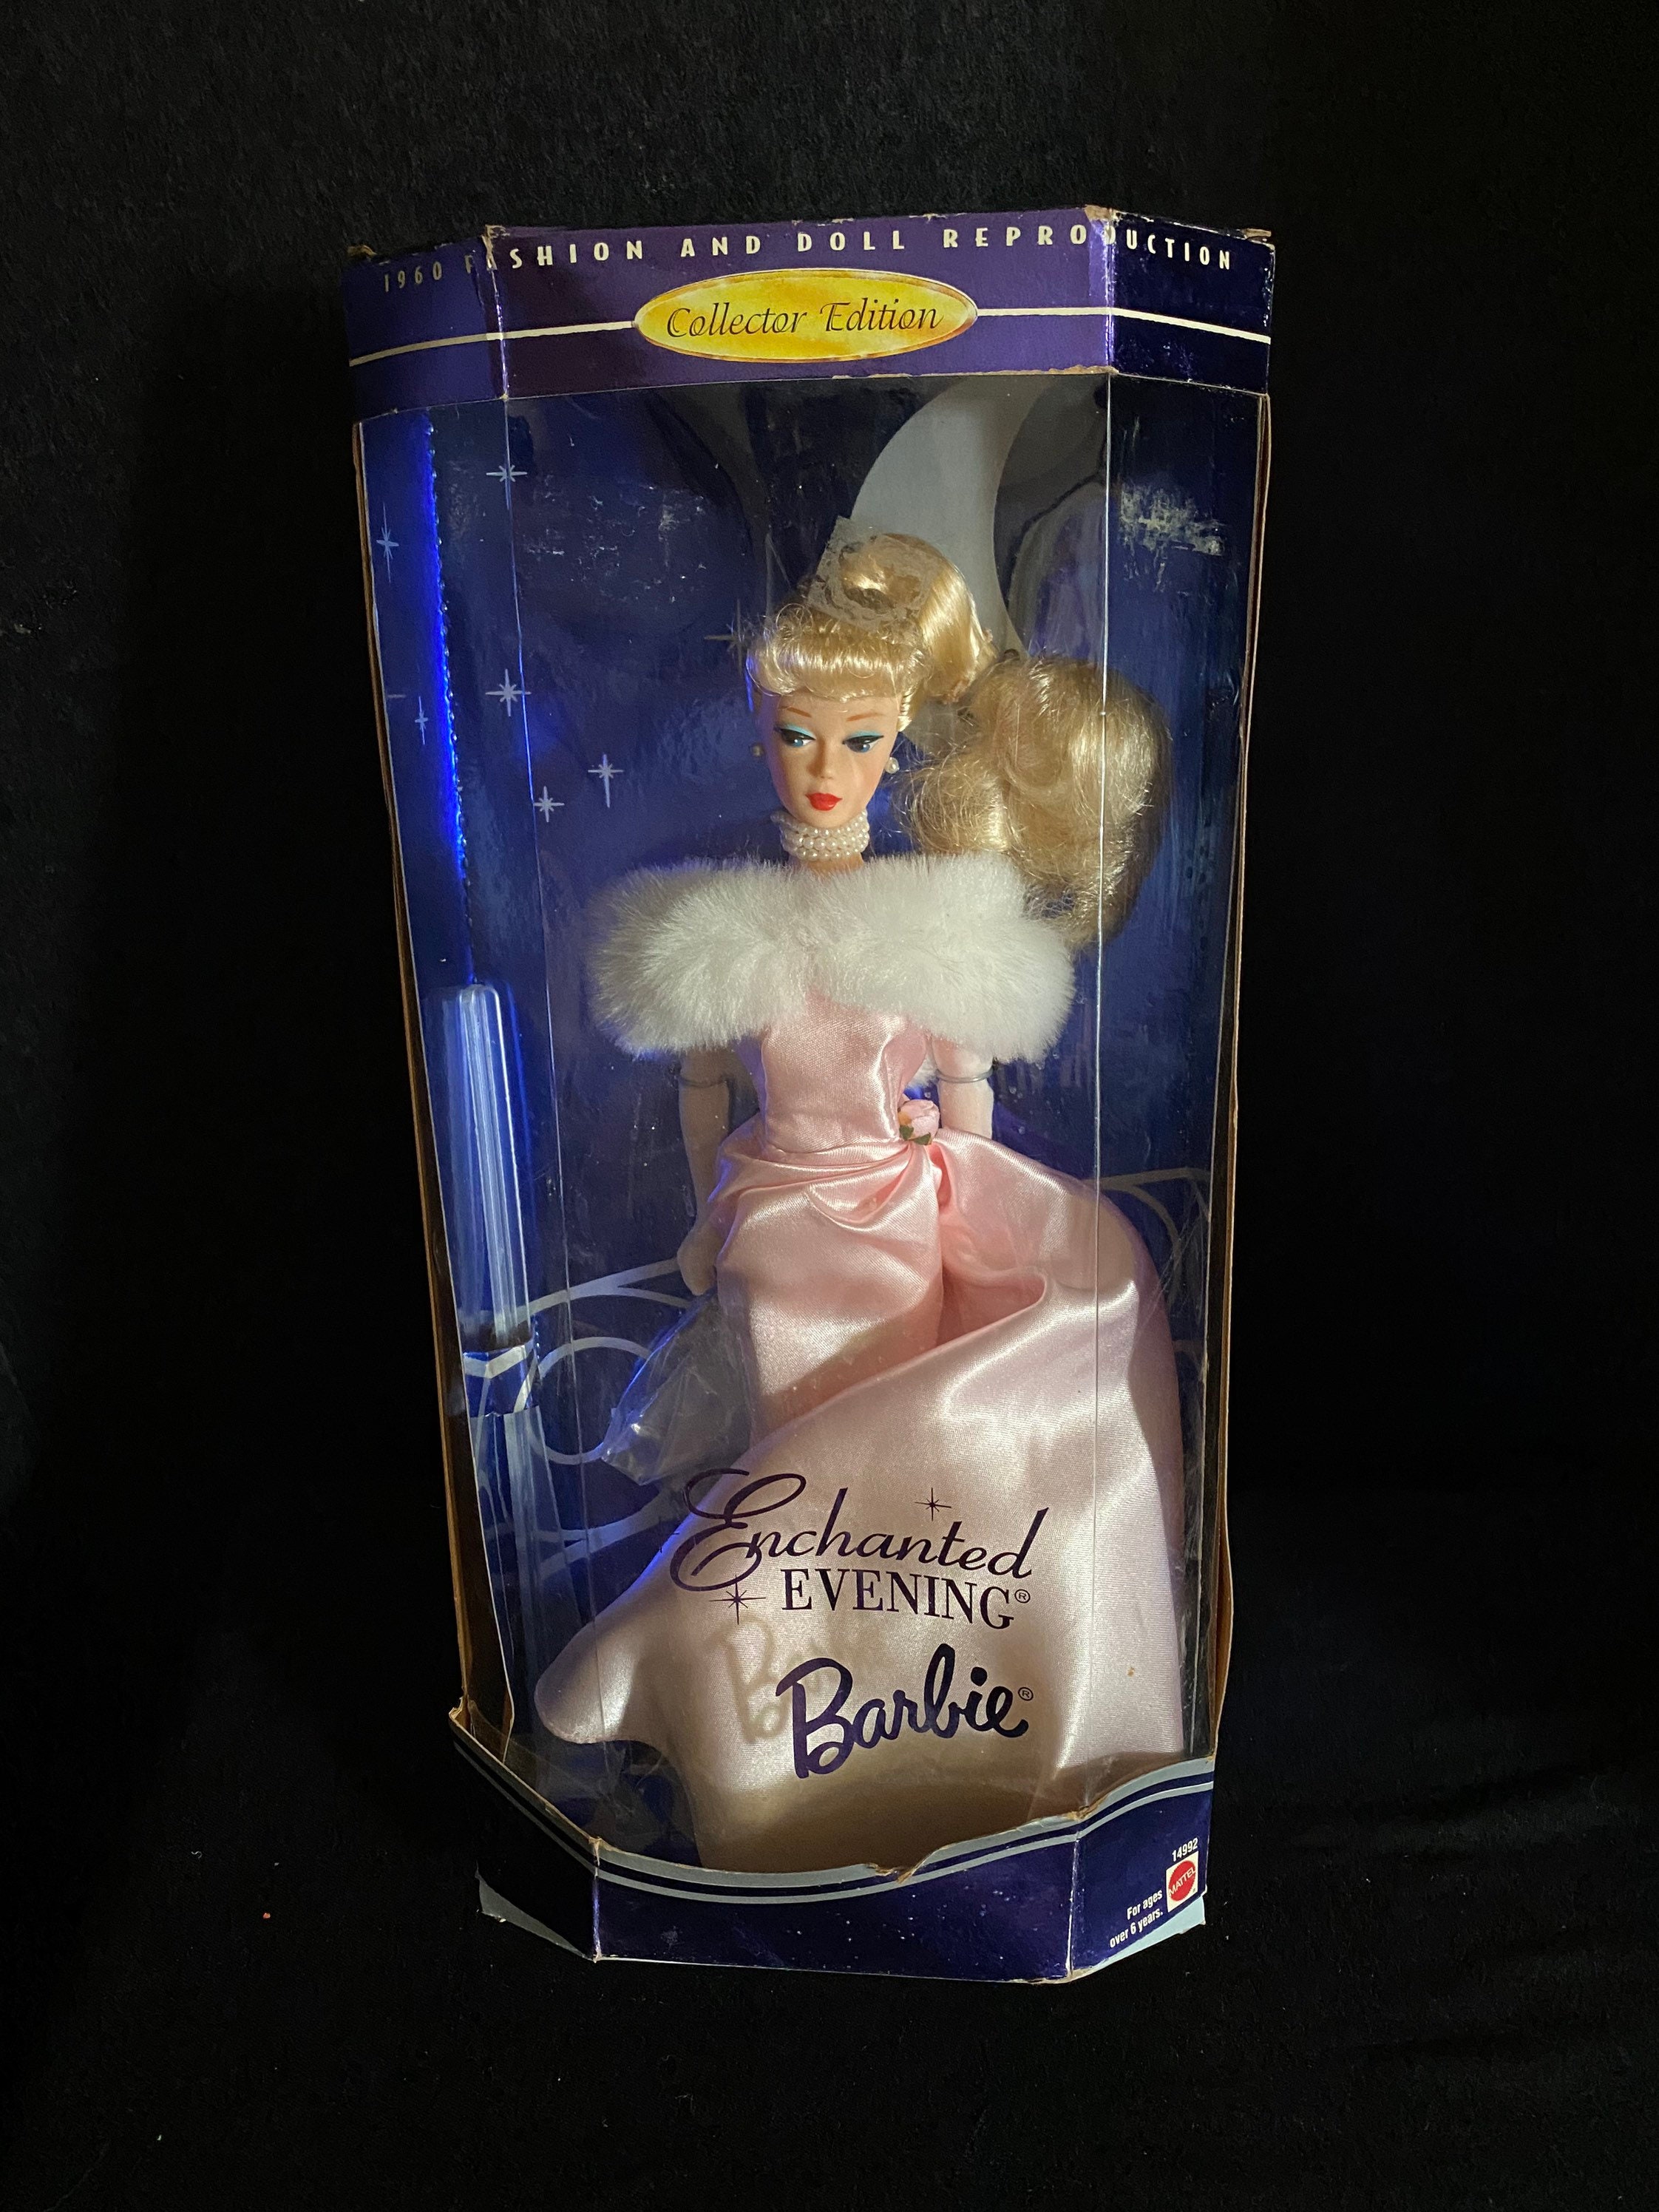 1960 FASHION AND DOLL REPRODUCTION
Collector Edition
Enchanted
EVENING®
Barbie®
14992
MATTEL
For ages
over 6 years.